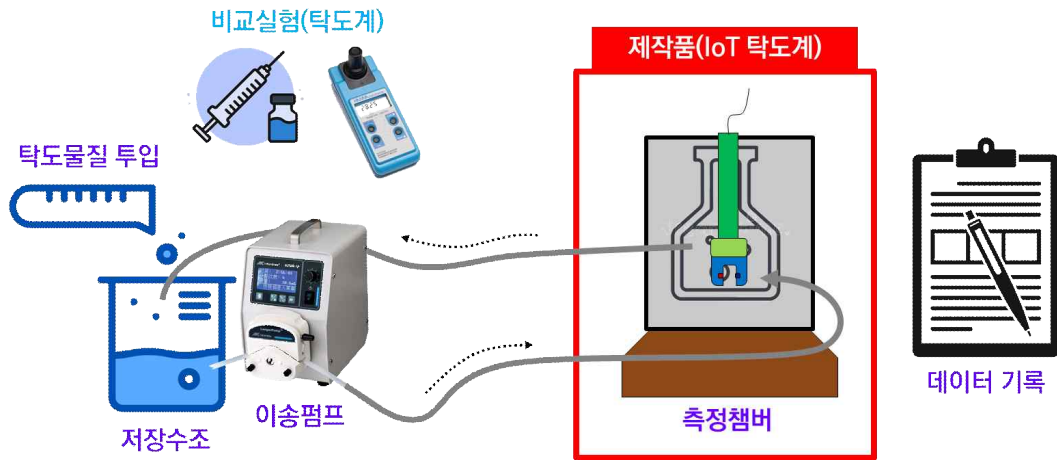 비교실험(탁도계)
제작품(IoT 탁도계)
탁도물질 투입
데이터 기록
이송펌프
측정챔버
저장수조